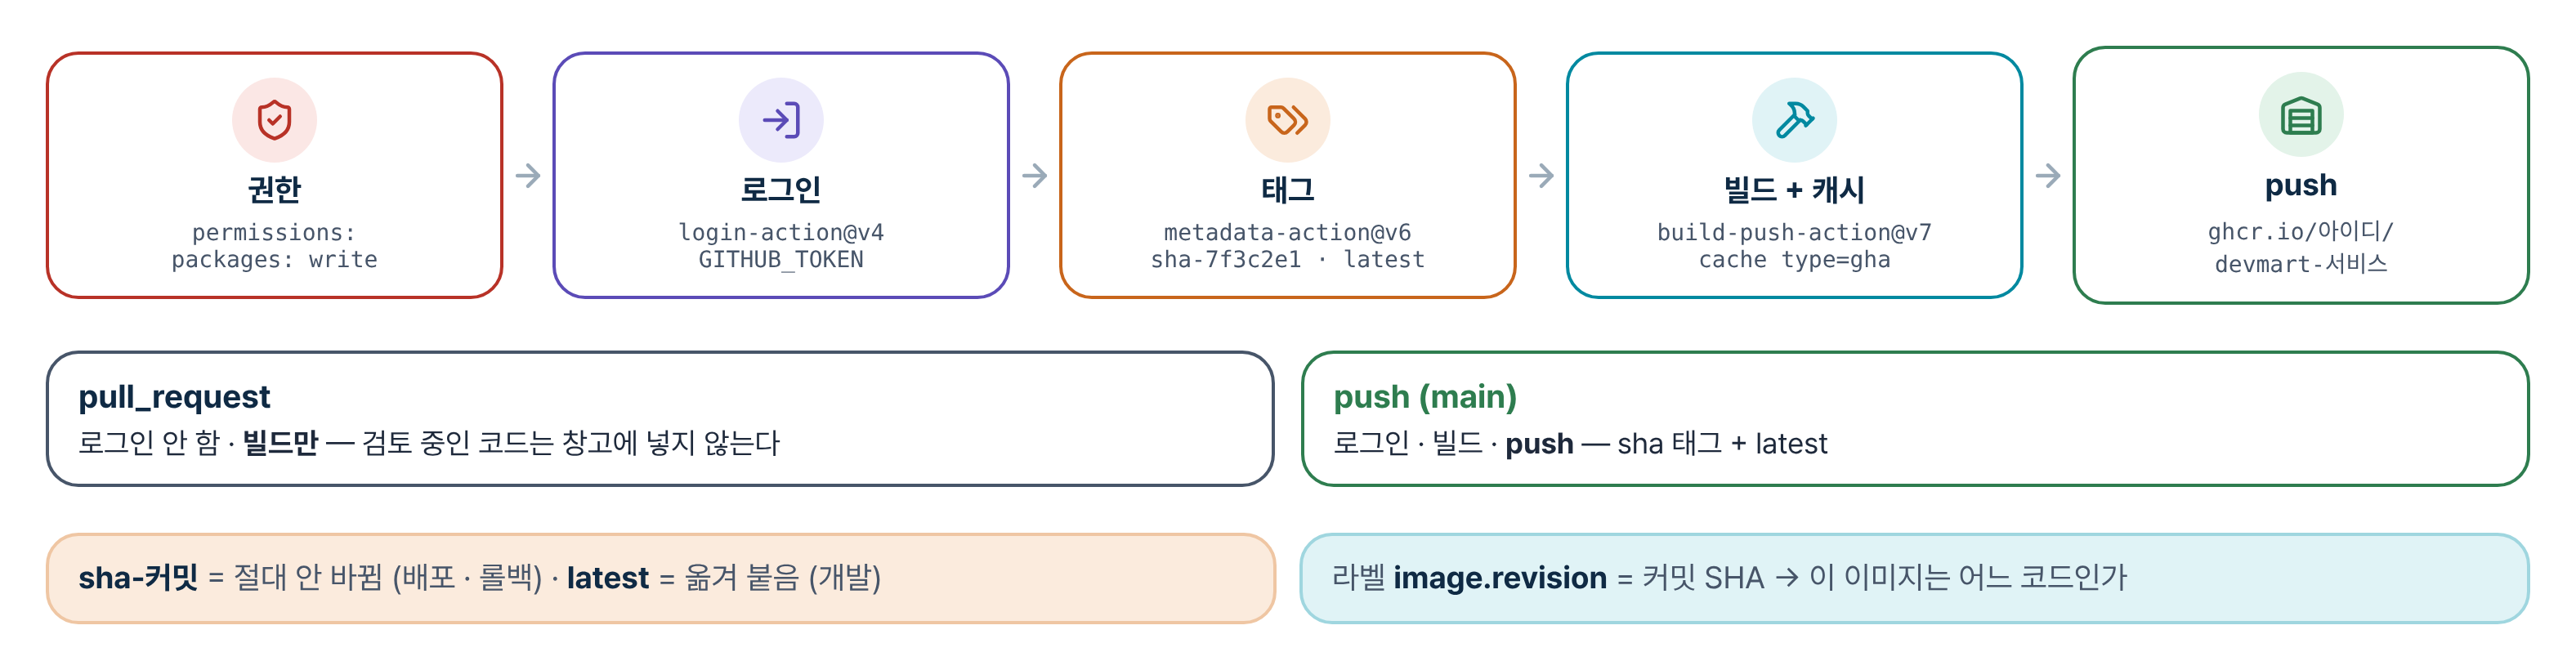 권한
permissions:
packages: write
로그인
login-action@v4
GITHUB_TOKEN
태그
metadata-action@v6
sha-7f3c2e1 · latest
빌드 + 캐시
build-push-action@v7
cache type=gha
push
ghcr.io/아이디/
devmart-서비스
pull_request
로그인 안 함 · 빌드만 — 검토 중인 코드는 창고에 넣지 않는다
push (main)
로그인 · 빌드 · push — sha 태그 + latest
sha-커밋 = 절대 안 바뀜 (배포 · 롤백) · latest = 옮겨 붙음 (개발)
라벨 image.revision = 커밋 SHA → 이 이미지는 어느 코드인가